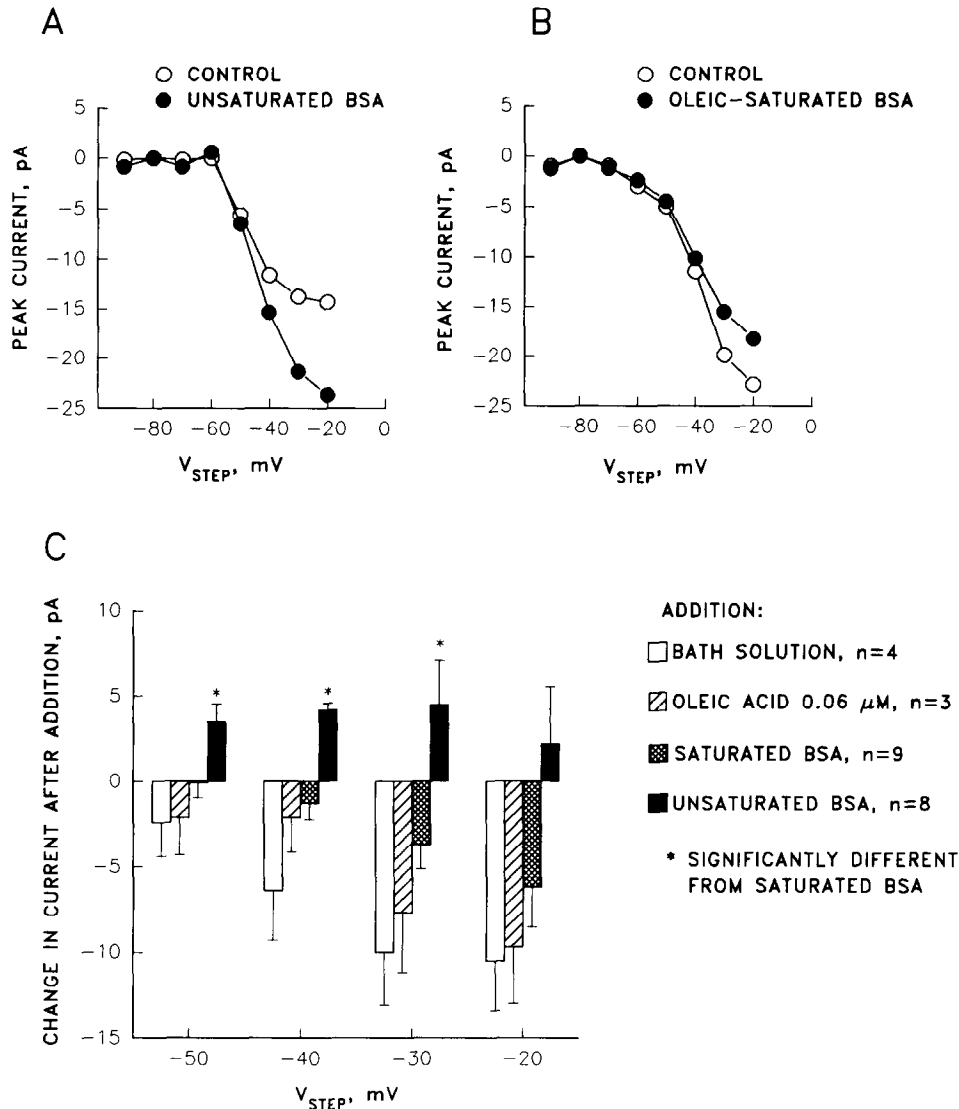 A
○ CONTROL
● UNSATURATED BSA
5
0
−5
−10
−15
−20
−25
PEAK CURRENT, pA
−80 −60 −40 −20 0
V_STEP, mV
B
○ CONTROL
● OLEIC−SATURATED BSA
5
0
−5
−10
−15
−20
−25
PEAK CURRENT, pA
−80 −60 −40 −20 0
V_STEP, mV
C
10
5
0
−5
−10
−15
CHANGE IN CURRENT AFTER ADDITION, pA
* * *
−50 −40 −30 −20
V_STEP, mV
ADDITION:
BATH SOLUTION, n=4
OLEIC ACID 0.06 μM, n=3
SATURATED BSA, n=9
UNSATURATED BSA, n=8
* SIGNIFICANTLY DIFFERENT
FROM SATURATED BSA